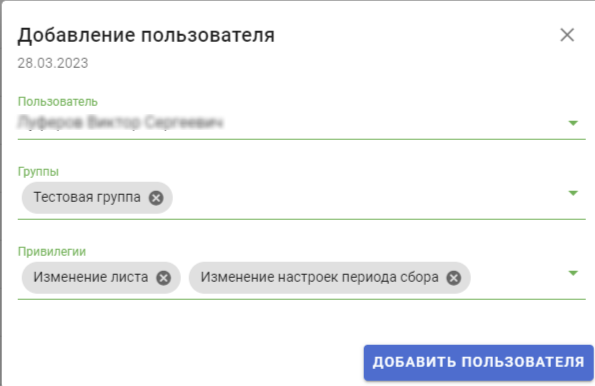 Добавление пользователя
28.03.2023
Пользователь
Группы
Тестовая группа
Привилегии
Изменение листа Изменение настроек периода сбора
ДОБАВИТЬ ПОЛЬЗОВАТЕЛЯ